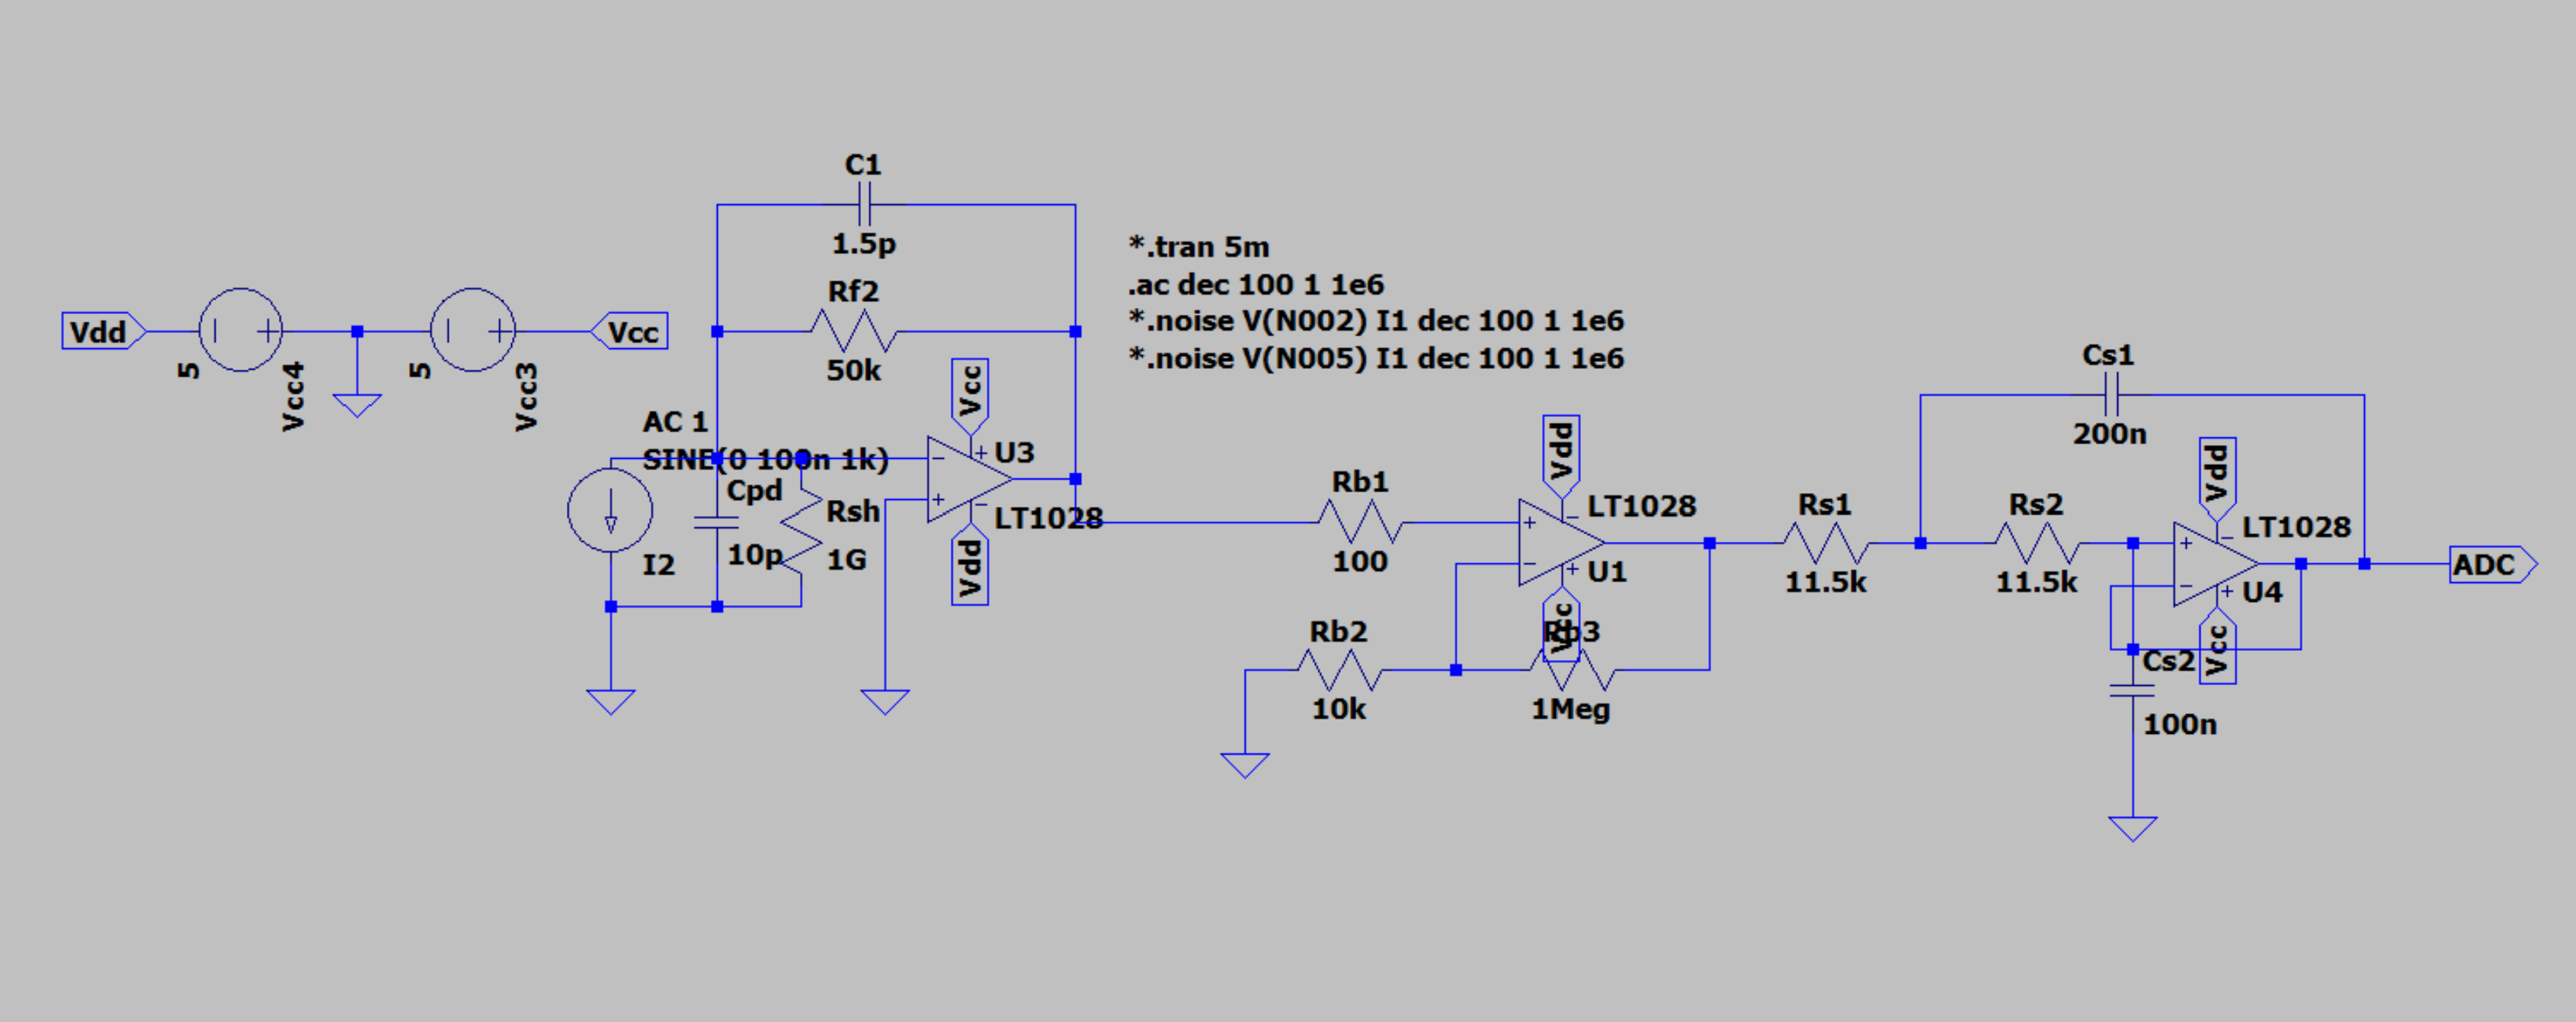 Vdd
5
Vcc4
5
Vcc3
Vcc
C1
1.5p
Rf2
50k
*.tran 5m
.ac dec 100 1 1e6
*.noise V(N002) I1 dec 100 1 1e6
*.noise V(N005) I1 dec 100 1 1e6
AC 1
SINE(0 100n 1k)
I2
Cpd
10p
Rsh
1G
Vcc
U3
LT1028
Vdd
Rb1
100
Vdd
LT1028
U1
Vcc
Rb2
10k
Rb3
1Meg
Rs1
11.5k
Rs2
11.5k
Cs1
200n
Vdd
LT1028
U4
Vcc
Cs2
100n
ADC